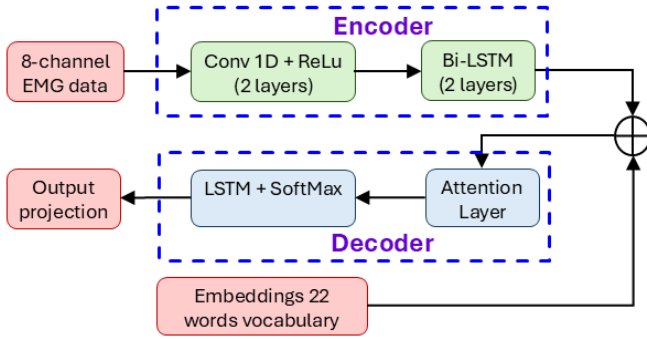 Encoder
8-channel
EMG data
Conv 1D + ReLu
(2 layers)
Bi-LSTM
(2 layers)
Output
projection
LSTM + SoftMax
Attention
Layer
Decoder
Embeddings 22
words vocabulary